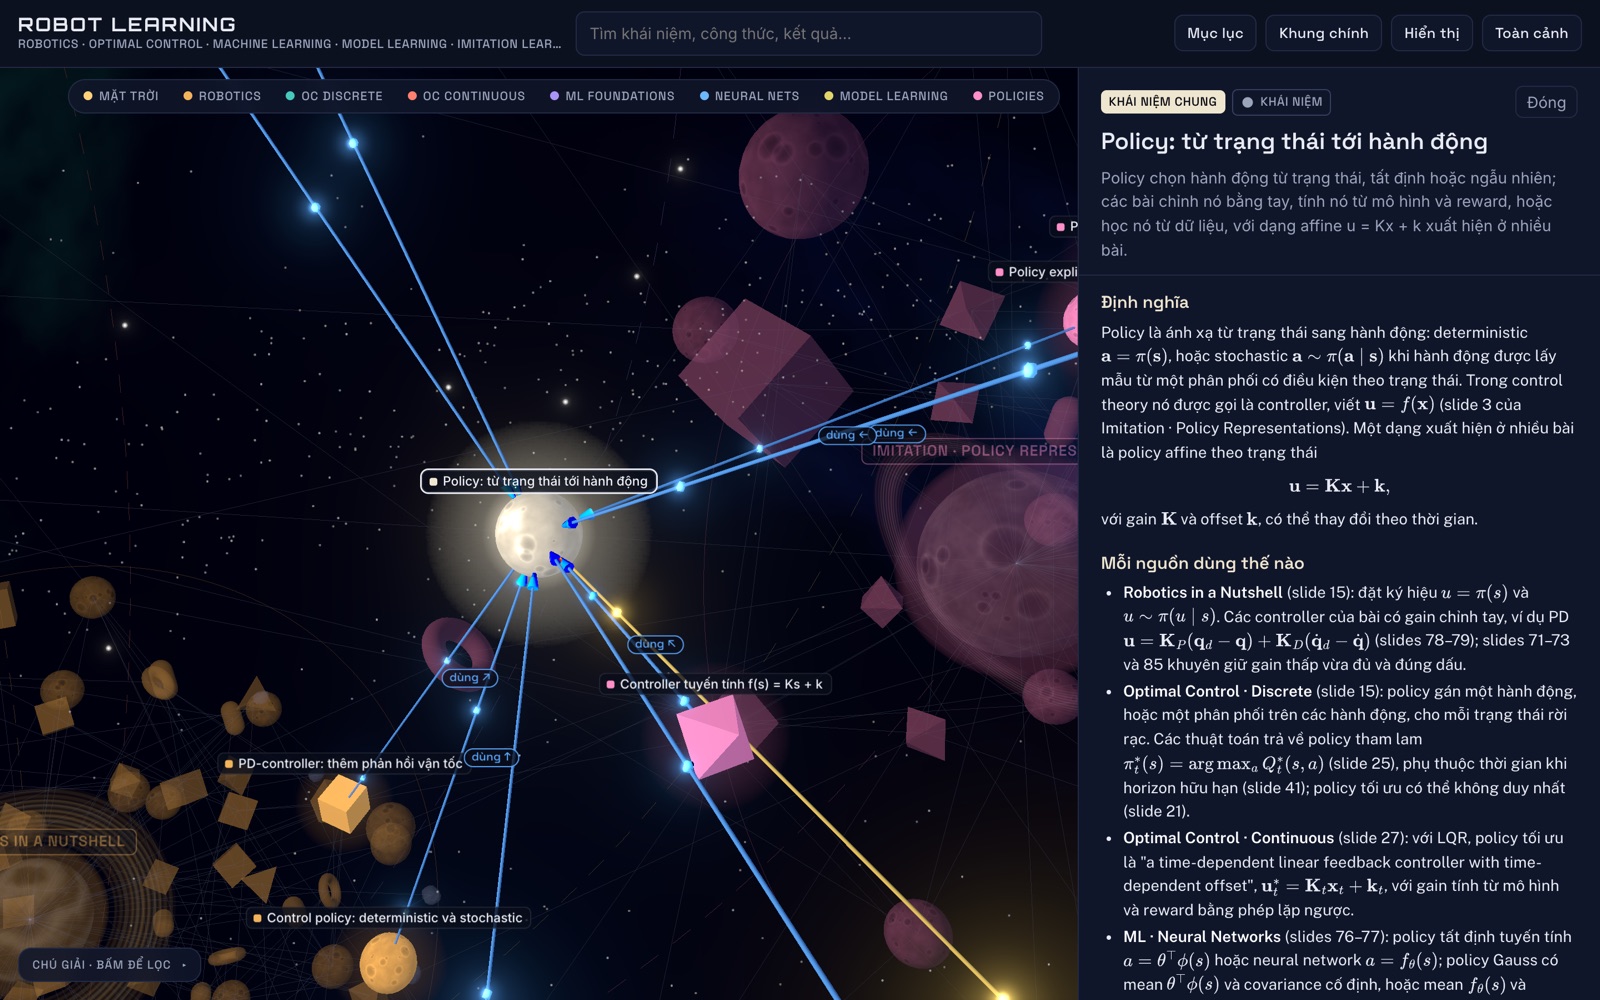 ROBOT LEARNING
ROBOTICS · OPTIMAL CONTROL · MACHINE LEARNING · MODEL LEARNING · IMITATION LEAR...
Tìm khái niệm, công thức, kết quả...
Mục lục
Khung chính
Hiển thị
Toàn cảnh
MẶT TRỜI
ROBOTICS
OC DISCRETE
OC CONTINUOUS
ML FOUNDATIONS
NEURAL NETS
MODEL LEARNING
POLICIES
P
Policy expli
dùng ←
dùng ←
IMITATION · POLICY REPRES
Policy: từ trạng thái tới hành động
dùng ↖
dùng ↗
Controller tuyến tính f(s) = Ks + k
dùng ↑
PD-controller: thêm phản hồi vận tốc
S IN A NUTSHELL
Control policy: deterministic và stochastic
CHÚ GIẢI · BẤM ĐỂ LỌC
KHÁI NIỆM CHUNG
KHÁI NIỆM
Đóng
Policy: từ trạng thái tới hành động
Policy chọn hành động từ trạng thái, tất định hoặc ngẫu nhiên;
các bài chỉnh nó bằng tay, tính nó từ mô hình và reward, hoặc
học nó từ dữ liệu, với dạng affine u = Kx + k xuất hiện ở nhiều
bài.
Định nghĩa
Policy là ánh xạ từ trạng thái sang hành động: deterministic
a = π(s), hoặc stochastic a ∼ π(a | s) khi hành động được lấy
mẫu từ một phân phối có điều kiện theo trạng thái. Trong control
theory nó được gọi là controller, viết u = f(x) (slide 3 của
Imitation · Policy Representations). Một dạng xuất hiện ở nhiều bài
là policy affine theo trạng thái
u = Kx + k,
với gain K và offset k, có thể thay đổi theo thời gian.
Mỗi nguồn dùng thế nào
• Robotics in a Nutshell (slide 15): đặt ký hiệu u = π(s) và
u ∼ π(u | s). Các controller của bài có gain chỉnh tay, ví dụ PD
u = K_P(q_d − q) + K_D(q̇_d − q̇) (slides 78–79); slides 71–73
và 85 khuyên giữ gain thấp vừa đủ và đúng dấu.
• Optimal Control · Discrete (slide 15): policy gán một hành động,
hoặc một phân phối trên các hành động, cho mỗi trạng thái rời
rạc. Các thuật toán trả về policy tham lam
π*_t(s) = arg max_a Q*_t(s, a) (slide 25), phụ thuộc thời gian khi
horizon hữu hạn (slide 41); policy tối ưu có thể không duy nhất
(slide 21).
• Optimal Control · Continuous (slide 27): với LQR, policy tối ưu
là "a time-dependent linear feedback controller with time-
dependent offset", u*_t = K_t x_t + k_t, với gain tính từ mô hình
và reward bằng phép lặp ngược.
• ML · Neural Networks (slides 76–77): policy tất định tuyến tính
a = θ⊤φ(s) hoặc neural network a = f_θ(s); policy Gauss có
mean θ⊤φ(s) và covariance cố định, hoặc mean f_θ(s) và